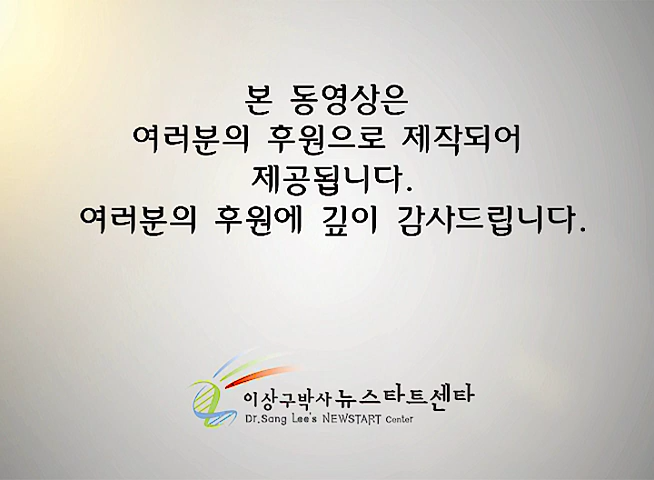 본 동영상은
여러분의 후원으로 제작되어
제공됩니다.
여러분의 후원에 깊이 감사드립니다.
이상구박사 뉴스타트센타
Dr.Sang Lee's NEWSTART Center